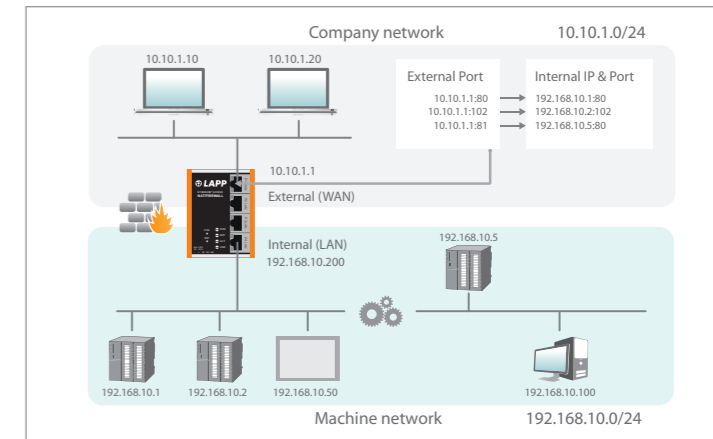 Company network 10.10.1.0/24
10.10.1.10 10.10.1.20
External Port Internal IP & Port
10.10.1.1:80 192.168.10.1:80
10.10.1.1:102 192.168.10.2:102
10.10.1.1:81 192.168.10.5:80
10.10.1.1
LAPP
External (WAN)
Internal (LAN)
192.168.10.200
192.168.10.5
192.168.10.1 192.168.10.2 192.168.10.50 192.168.10.100
Machine network 192.168.10.0/24